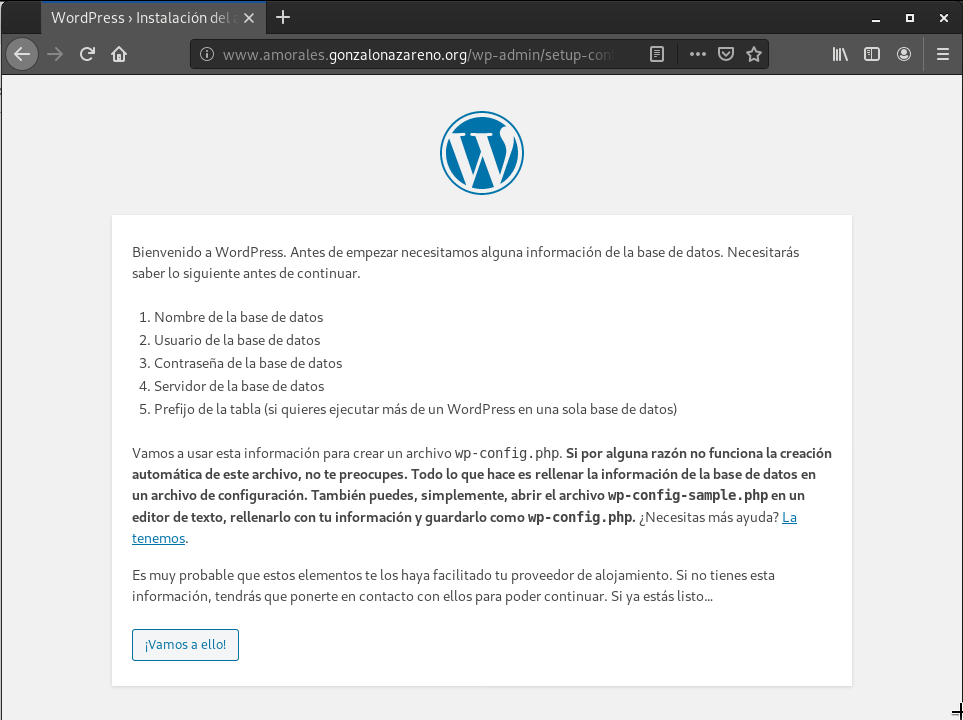 WordPress › Instalación del
www.amorales.gonzalonazareno.org/wp-admin/setup-con
Bienvenido a WordPress. Antes de empezar necesitamos alguna información de la base de datos. Necesitarás
saber lo siguiente antes de continuar.
1. Nombre de la base de datos
2. Usuario de la base de datos
3. Contraseña de la base de datos
4. Servidor de la base de datos
5. Prefijo de la tabla (si quieres ejecutar más de un WordPress en una sola base de datos)
Vamos a usar esta información para crear un archivo wp-config.php. Si por alguna razón no funciona la creación
automática de este archivo, no te preocupes. Todo lo que hace es rellenar la información de la base de datos en
un archivo de configuración. También puedes, simplemente, abrir el archivo wp-config-sample.php en un
editor de texto, rellenarlo con tu información y guardarlo como wp-config.php. ¿Necesitas más ayuda? La
tenemos.
Es muy probable que estos elementos te los haya facilitado tu proveedor de alojamiento. Si no tienes esta
información, tendrás que ponerte en contacto con ellos para poder continuar. Si ya estás listo…
¡Vamos a ello!